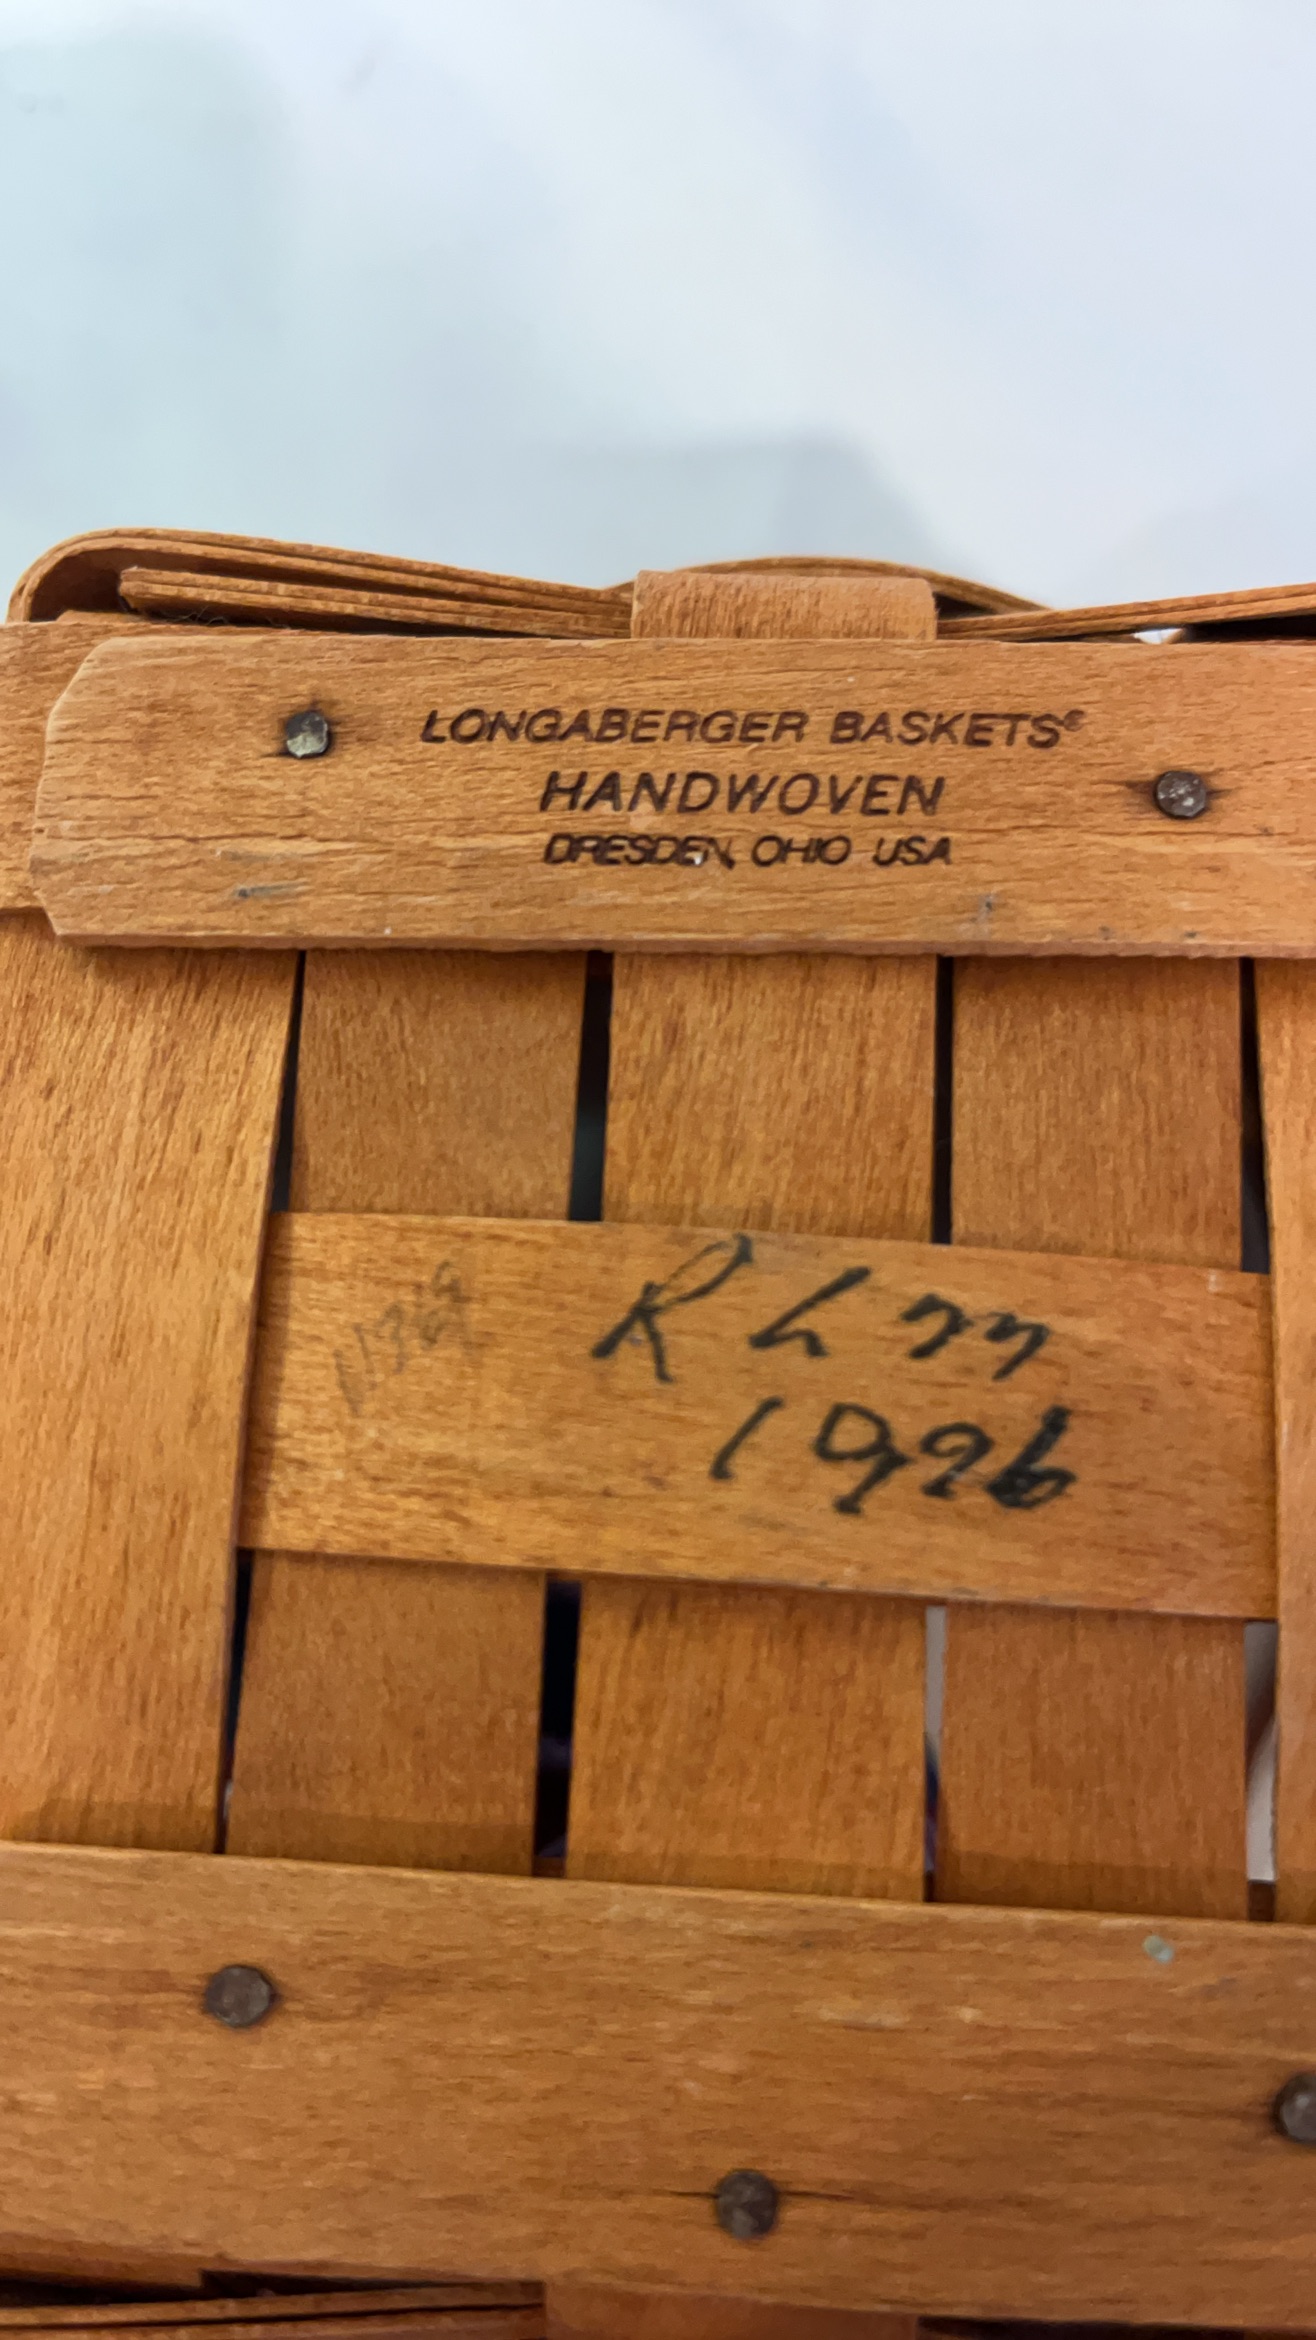 LONGABERGER BASKETS®
HANDWOVEN
DRESDEN, OHIO USA
1996